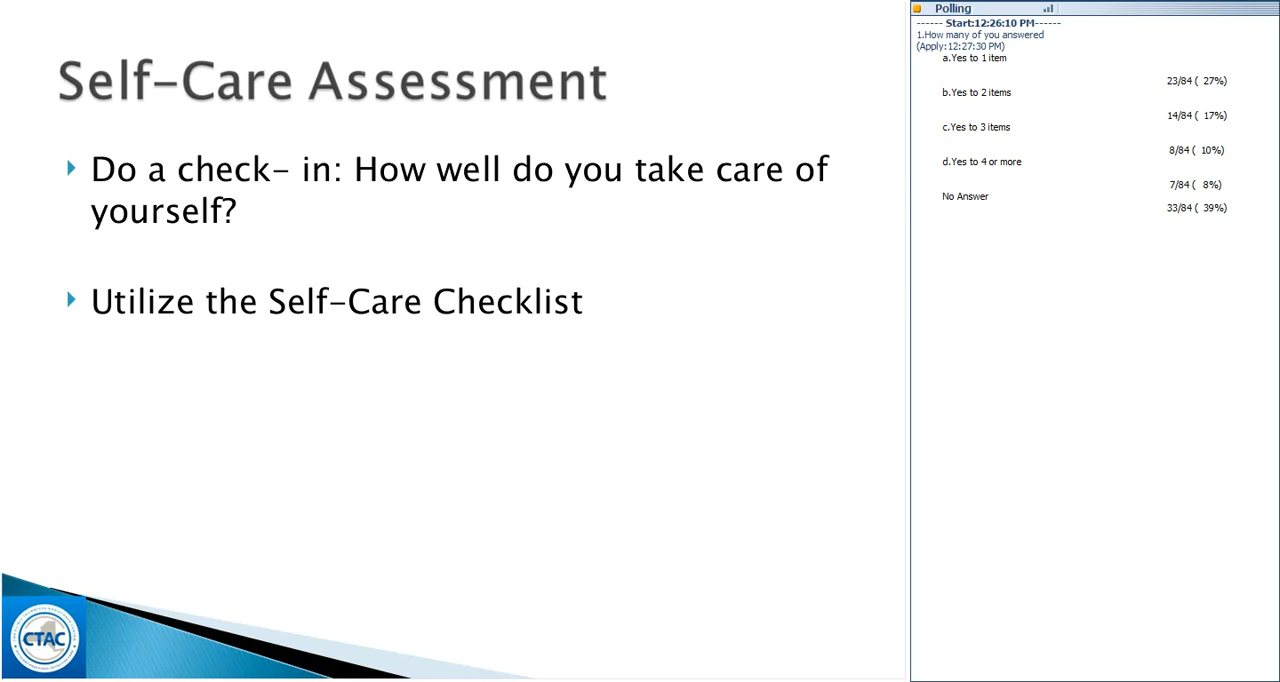 Self-Care Assessment
Do a check- in: How well do you take care of
yourself?
Utilize the Self-Care Checklist
CTAC
Polling
------ Start:12:26:10 PM------
1.How many of you answered
(Apply:12:27:30 PM)
a.Yes to 1 item
23/84 ( 27%)
b.Yes to 2 items
14/84 ( 17%)
c.Yes to 3 items
8/84 ( 10%)
d.Yes to 4 or more
7/84 ( 8%)
No Answer
33/84 ( 39%)